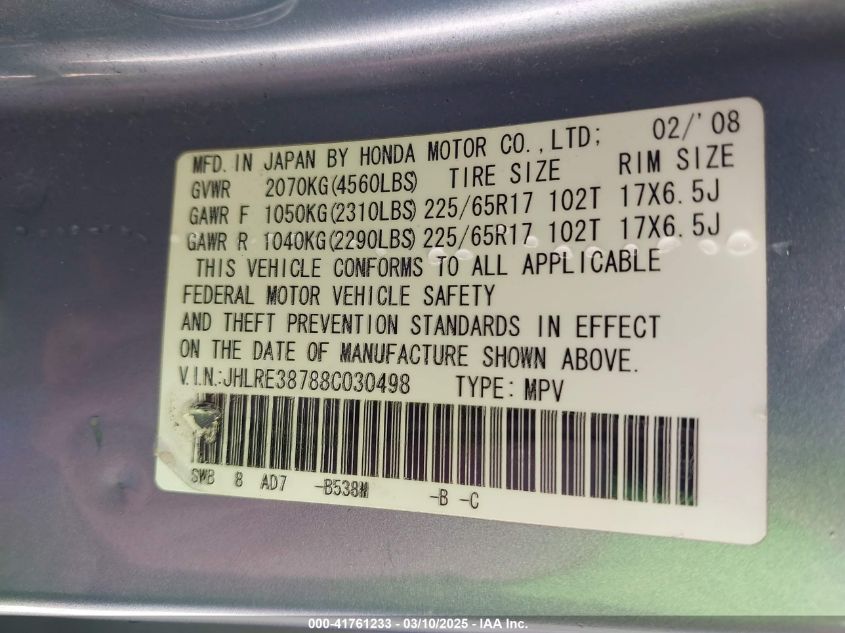 MFD. IN JAPAN BY HONDA MOTOR CO., LTD; 02/'08
GVWR 2070KG(4560LBS) TIRE SIZE RIM SIZE
GAWR F 1050KG(2310LBS) 225/65R17 102T 17X6.5J
GAWR R 1040KG(2290LBS) 225/65R17 102T 17X6.5J
THIS VEHICLE CONFORMS TO ALL APPLICABLE
FEDERAL MOTOR VEHICLE SAFETY
AND THEFT PREVENTION STANDARDS IN EFFECT
ON THE DATE OF MANUFACTURE SHOWN ABOVE.
V.I.N.:JHLRE38788C030498 TYPE: MPV
SWB 8 AD7 -B538M -B -C
000-41761233 - 03/10/2025 - IAA Inc.